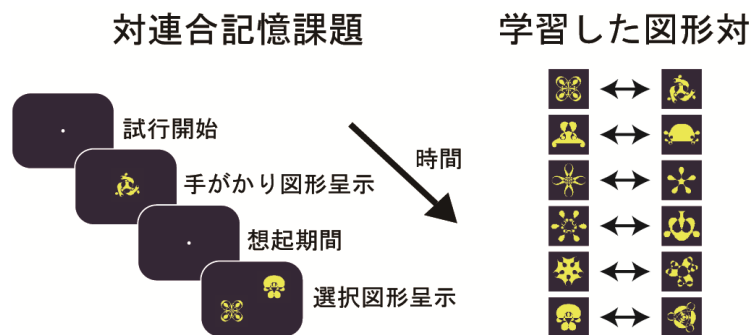 対連合記憶課題
学習した図形対
試行開始
時間
手がかり図形呈示
想起期間
選択図形呈示